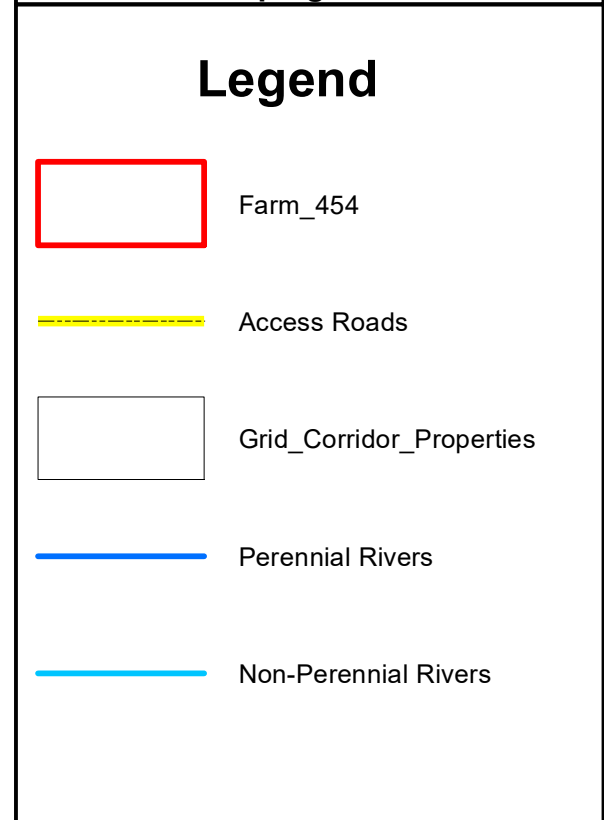 Legend
Farm_454
Access Roads
Grid_Corridor_Properties
Perennial Rivers
Non-Perennial Rivers